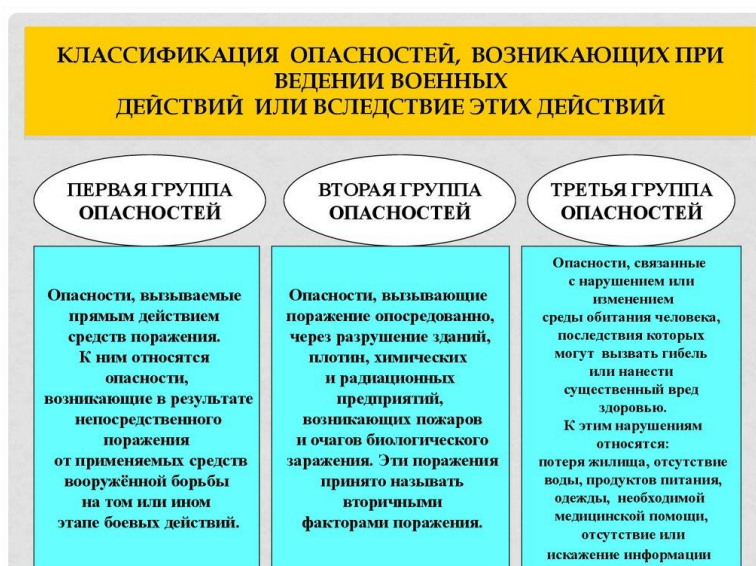 КЛАССИФИКАЦИЯ ОПАСНОСТЕЙ, ВОЗНИКАЮЩИХ ПРИ
ВЕДЕНИИ ВОЕННЫХ
ДЕЙСТВИЙ ИЛИ ВСЛЕДСТВИЕ ЭТИХ ДЕЙСТВИЙ
ПЕРВАЯ ГРУППА
ОПАСНОСТЕЙ
Опасности, вызываемые
прямым действием
средств поражения.
К ним относятся
опасности,
возникающие в результате
непосредственного
поражения
от применяемых средств
вооружённой борьбы
на том или ином
этапе боевых действий.
ВТОРАЯ ГРУППА
ОПАСНОСТЕЙ
Опасности, вызывающие
поражение опосредованно,
через разрушение зданий,
плотин, химических
и радиационных
предприятий,
возникающих пожаров
и очагов биологического
заражения. Эти поражения
принято называть
вторичными
факторами поражения.
ТРЕТЬЯ ГРУППА
ОПАСНОСТЕЙ
Опасности, связанные
с нарушением или
изменением
среды обитания человека,
последствия которых
могут вызвать гибель
или нанести
существенный вред
здоровью.
К этим нарушениям
относятся:
потеря жилища, отсутствие
воды, продуктов питания,
одежды, необходимой
медицинской помощи,
отсутствие или
искажение информации